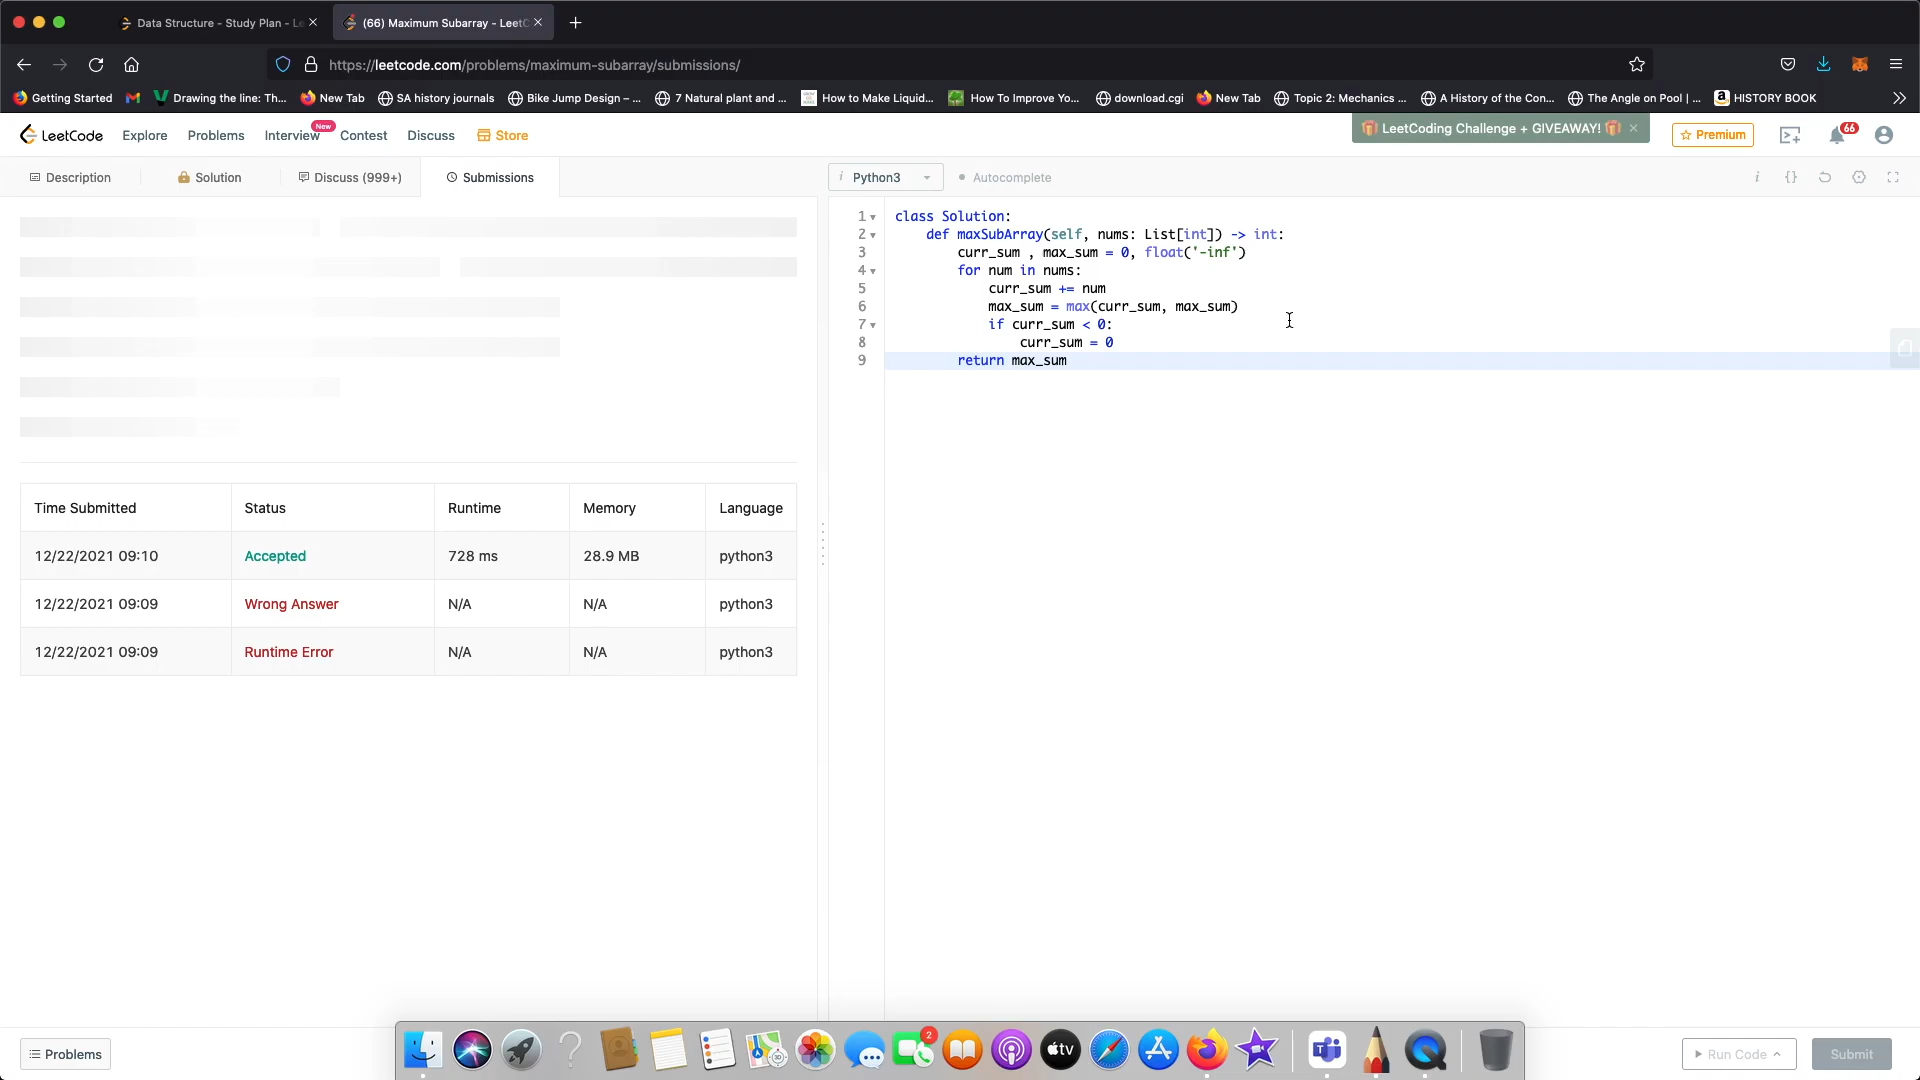 Data Structure - Study Plan - Le
(66) Maximum Subarray - LeetC
https://leetcode.com/problems/maximum-subarray/submissions/
Getting Started
Drawing the line: Th...
New Tab
SA history journals
Bike Jump Design – ...
7 Natural plant and ...
How to Make Liquid...
How To Improve Yo...
download.cgi
New Tab
Topic 2: Mechanics ...
A History of the Con...
The Angle on Pool | ...
HISTORY BOOK
LeetCode
Explore
Problems
Interview
New
Contest
Discuss
Store
LeetCoding Challenge + GIVEAWAY!
Premium
66
Description
Solution
Discuss (999+)
Submissions
i Python3
Autocomplete
i
{}
1 class Solution:
2 def maxSubArray(self, nums: List[int]) -> int:
3 curr_sum , max_sum = 0, float('-inf')
4 for num in nums:
5 curr_sum += num
6 max_sum = max(curr_sum, max_sum)
7 if curr_sum < 0:
8 curr_sum = 0
9 return max_sum
Time Submitted Status Runtime Memory Language
12/22/2021 09:10 Accepted 728 ms 28.9 MB python3
12/22/2021 09:09 Wrong Answer N/A N/A python3
12/22/2021 09:09 Runtime Error N/A N/A python3
Problems
3D
2
tv
Run Code
Submit